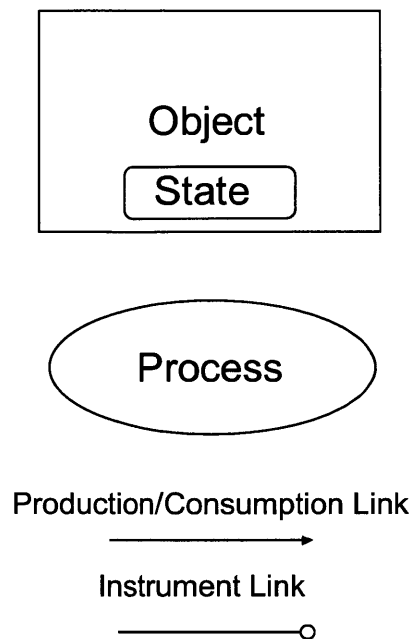 Object
State
Process
Production/Consumption Link
Instrument Link